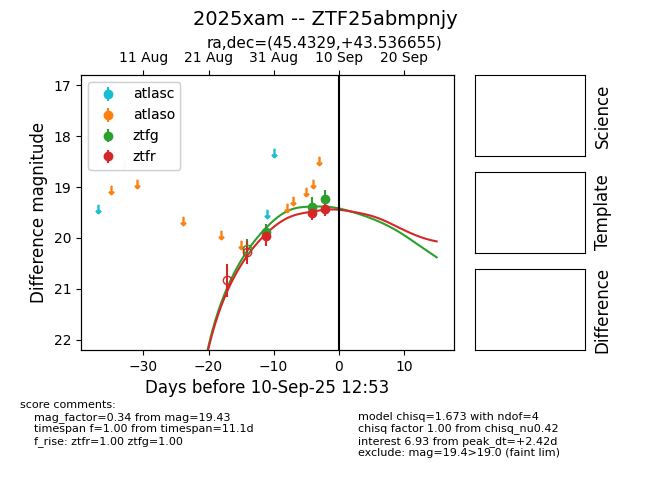 2025xam -- ZTF25abmpnjy
ra,dec=(45.4329,+43.536655)
11 Aug 21 Aug 31 Aug 10 Sep 20 Sep
atlasc
atlaso
ztfg
ztfr
17
18
19
20
21
22
Difference magnitude
−30 −20 −10 0 10
Days before 10-Sep-25 12:53
Science
Template
Difference
score comments:
mag_factor=0.34 from mag=19.43
timespan f=1.00 from timespan=11.1d
f_rise: ztfr=1.00 ztfg=1.00
model chisq=1.673 with ndof=4
chisq factor 1.00 from chisq_nu0.42
interest 6.93 from peak_dt=+2.42d
exclude: mag=19.4>19.0 (faint lim)